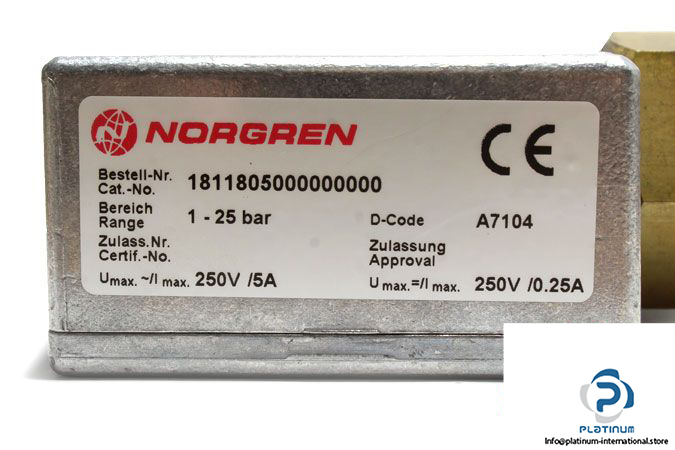 NORGREN
CE
Bestell-Nr.
Cat.-No. 1811805000000000
Bereich
Range 1 - 25 bar
D-Code A7104
Zulass.Nr.
Certif.-No.
Zulassung
Approval
Umax. ~/I max. 250V /5A
U max.=/I max. 250V /0.25A
PLATINUM
Info@platinum-international.store